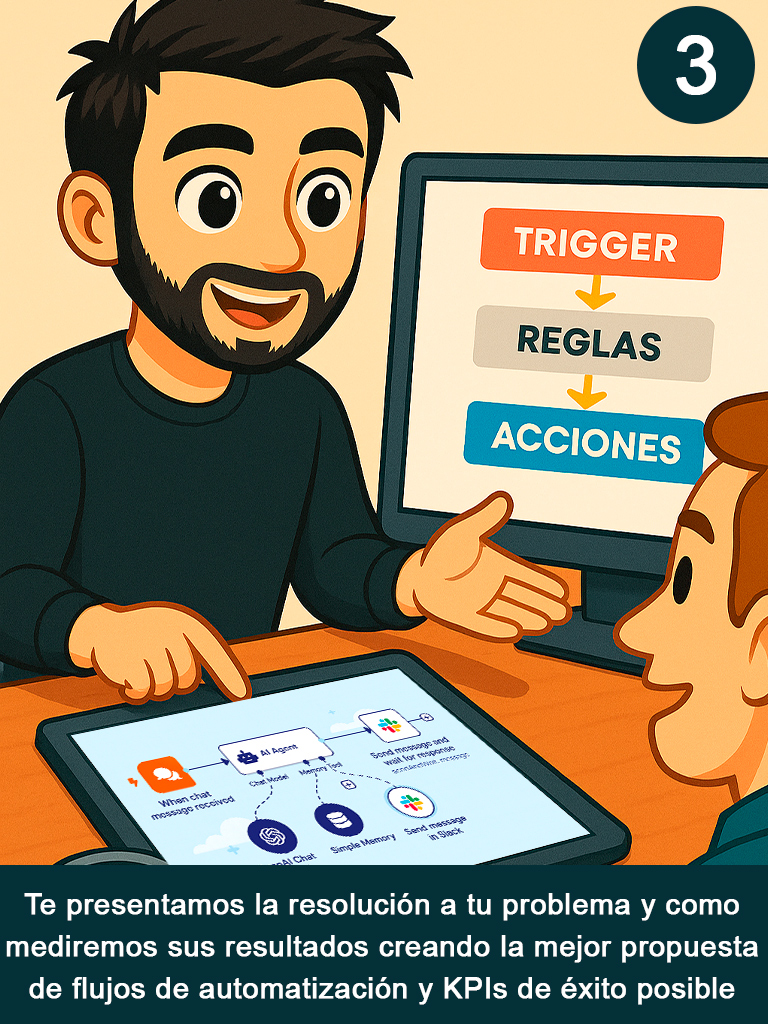 3
TRIGGER
REGLAS
ACCIONES
AI Agent
Send message and
wait for response
When chat
message received
Chat Model
Memory
Tool
AI Chat
Simple Memory
Send message
in Slack
Te presentamos la resolución a tu problema y como
mediremos sus resultados creando la mejor propuesta
de flujos de automatización y KPIs de éxito posible